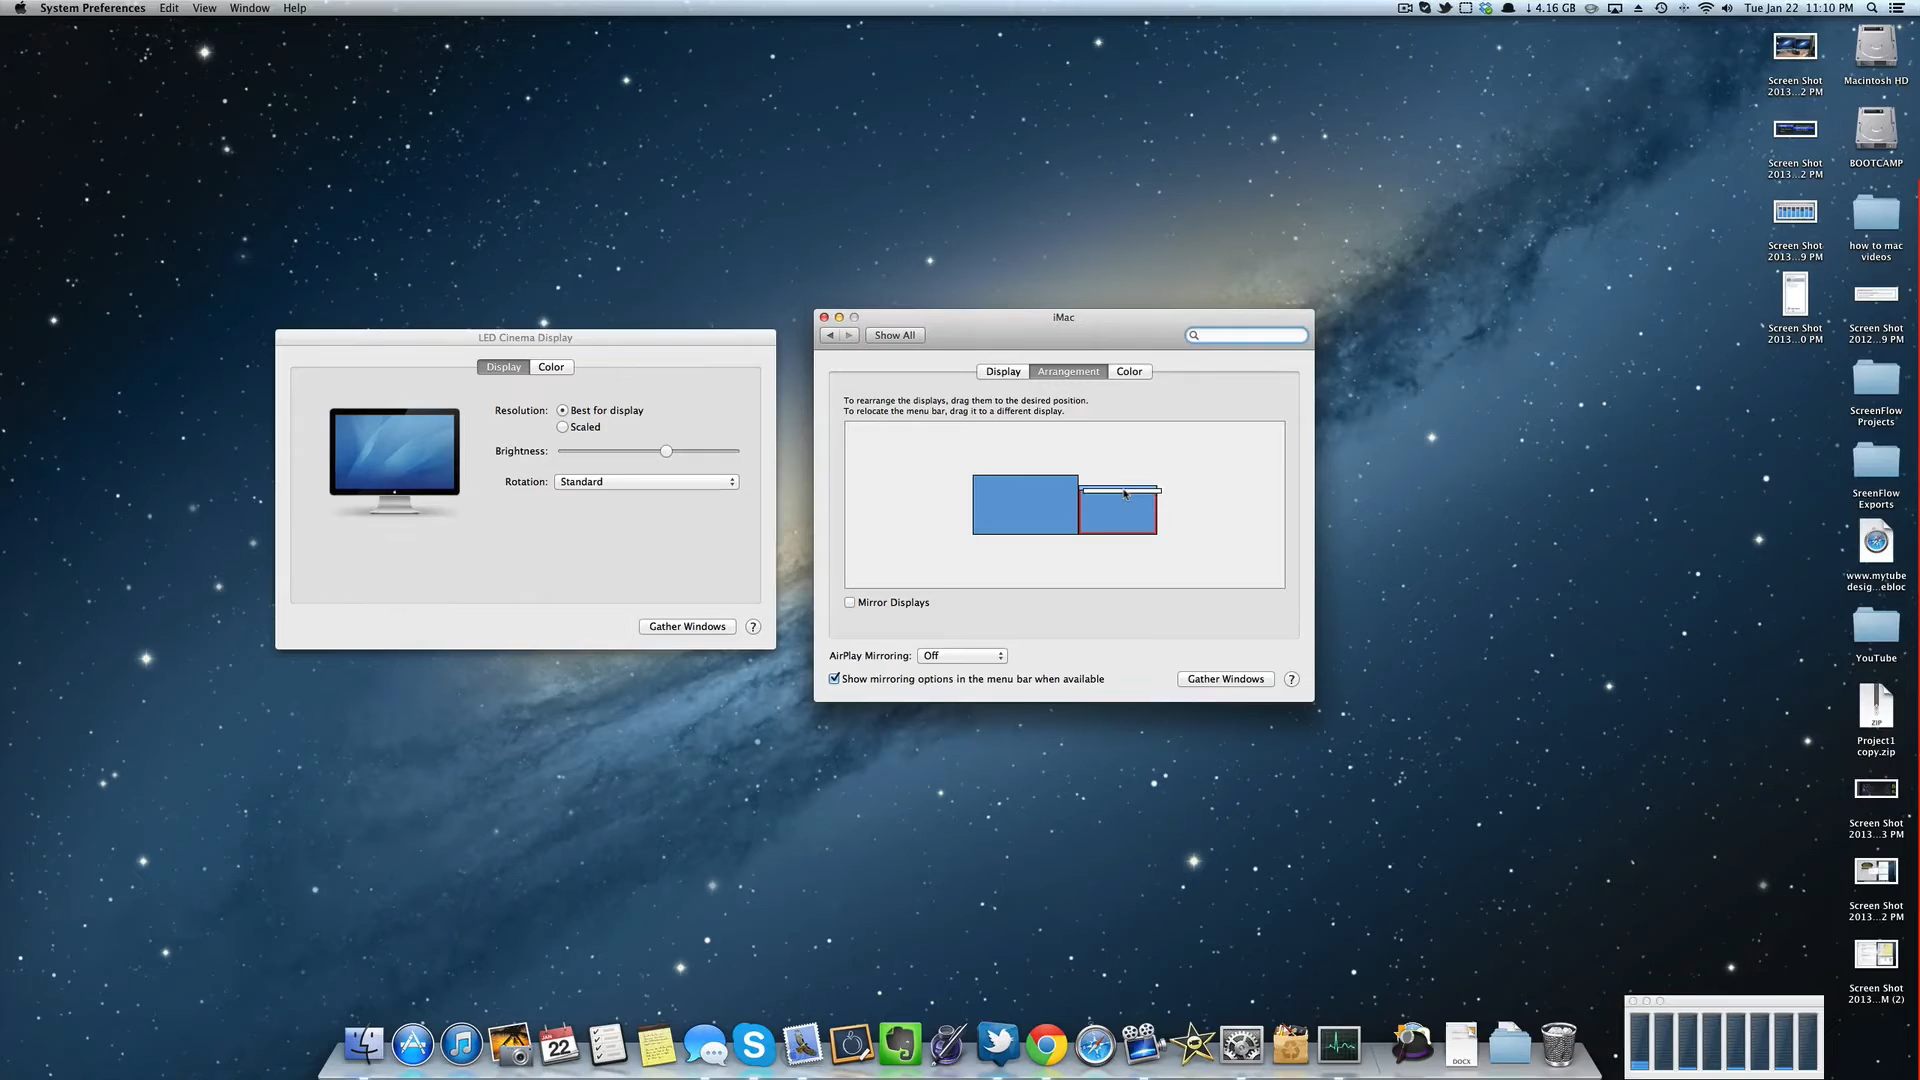 System Preferences Edit View Window Help
4.16 GB Tue Jan 22 11:10 PM
Screen Shot
2013...2 PM
Macintosh HD
Screen Shot
2013...2 PM
BOOTCAMP
Screen Shot
2013...9 PM
how to mac
videos
Screen Shot
2013...0 PM
Screen Shot
2012...9 PM
ScreenFlow
Projects
SreenFlow
Exports
www.mytube
desig...ebloc
YouTube
ZIP
Project1
copy.zip
Screen Shot
2013...3 PM
Screen Shot
2013...2 PM
Screen Shot
2013...M (2)
LED Cinema Display
Display Color
Resolution: Best for display
Scaled
Brightness:
Rotation: Standard
Gather Windows ?
iMac
Show All
Display Arrangement Color
To rearrange the displays, drag them to the desired position.
To relocate the menu bar, drag it to a different display.
Mirror Displays
AirPlay Mirroring: Off
Show mirroring options in the menu bar when available
Gather Windows ?
JAN
22
S
DOCX